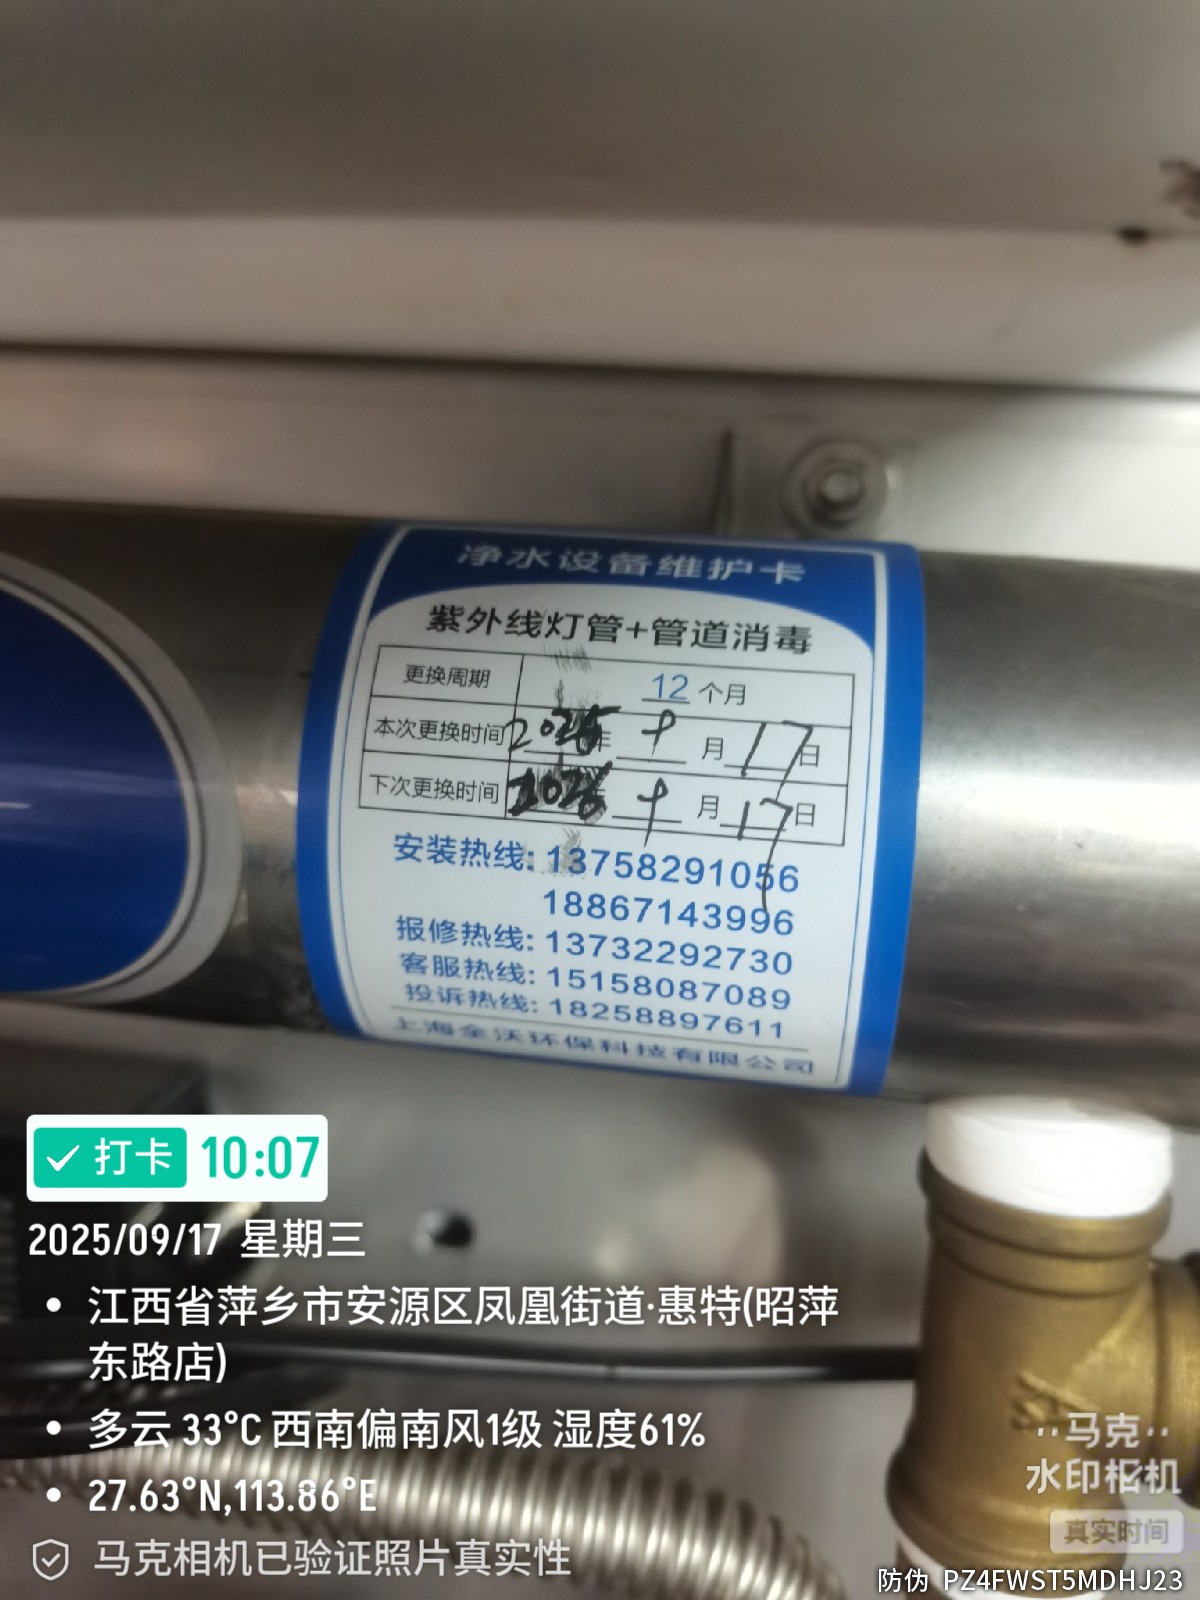 净水设备维护卡
紫外线灯管+管道消毒
更换周期 12 个月
本次更换时间 2025年 9 月 17日
下次更换时间 2026 9 月 17日
安装热线: 13758291056
18867143996
报修热线: 13732292730
客服热线: 15158087089
投诉热线: 18258897611
上海全沃环保科技有限公司
打卡 10:07
2025/09/17 星期三
江西省萍乡市安源区凤凰街道·惠特(昭萍
东路店)
多云 33°C 西南偏南风1级 湿度61%
27.63°N,113.86°E
马克相机已验证照片真实性
马克
水印相机
真实时间
防伪 PZ4FWST5MDHJ23